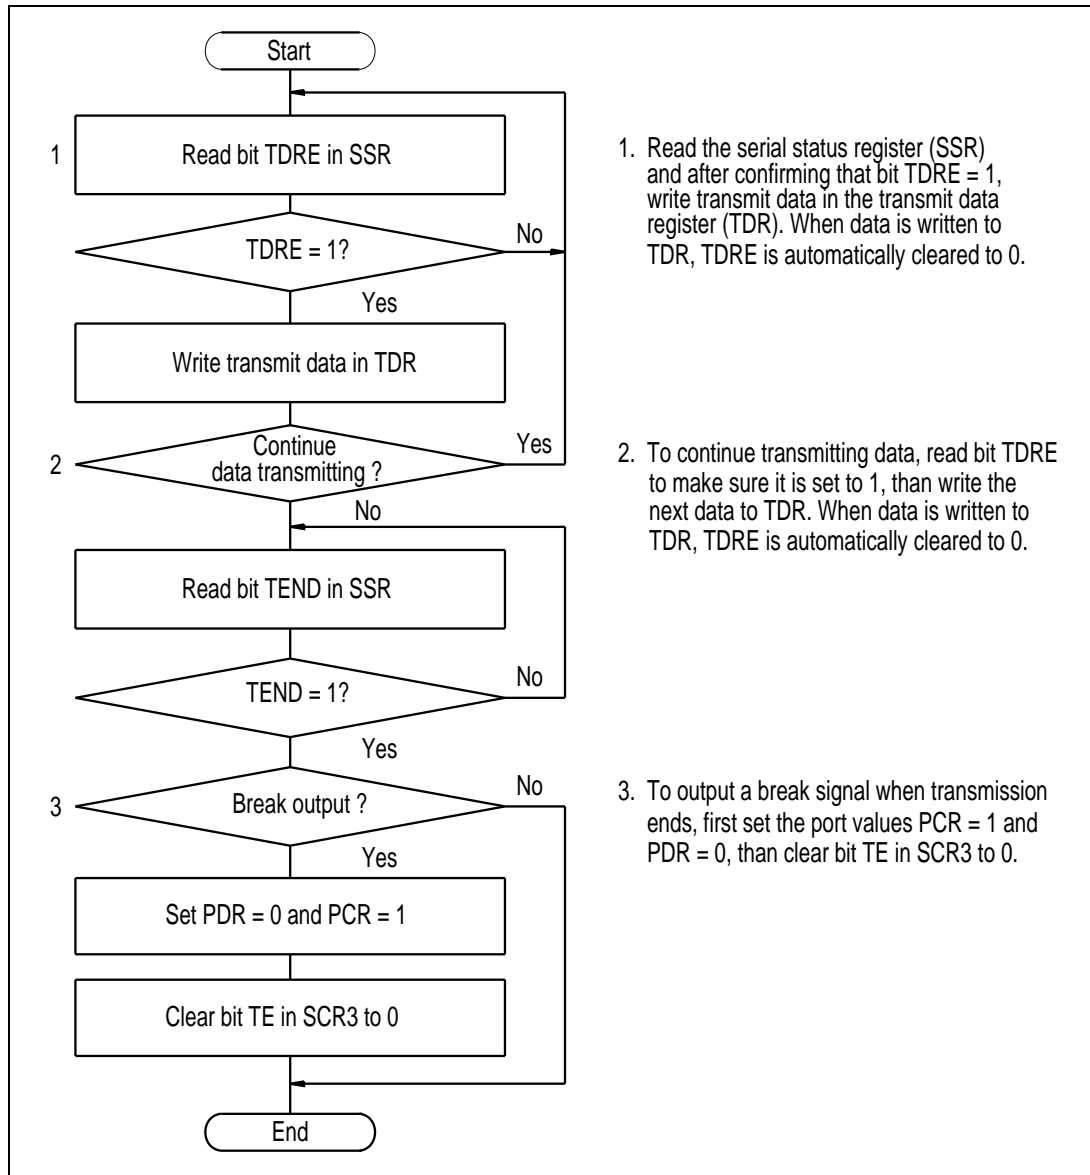 Start
1
Read bit TDRE in SSR
TDRE = 1?
No
Yes
Write transmit data in TDR
2
Continue
data transmitting ?
Yes
No
Read bit TEND in SSR
TEND = 1?
No
Yes
3
Break output ?
No
Yes
Set PDR = 0 and PCR = 1
Clear bit TE in SCR3 to 0
End
1. Read the serial status register (SSR)
and after confirming that bit TDRE = 1,
write transmit data in the transmit data
register (TDR). When data is written to
TDR, TDRE is automatically cleared to 0.
2. To continue transmitting data, read bit TDRE
to make sure it is set to 1, than write the
next data to TDR. When data is written to
TDR, TDRE is automatically cleared to 0.
3. To output a break signal when transmission
ends, first set the port values PCR = 1 and
PDR = 0, than clear bit TE in SCR3 to 0.